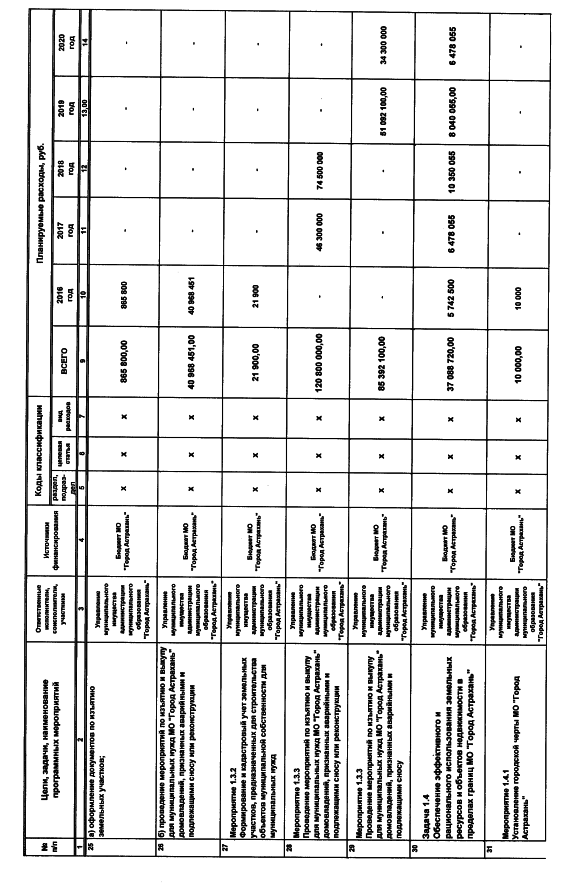 № п/п
Цели, задачи, наименование программных мероприятий
Ответственные исполнители, соисполнители, участники
Источники финансирования
Коды классификации
раздел, подраздел
целевая статья
вид расходов
Планируемые расходы, руб.
ВСЕГО
2016 год
2017 год
2018 год
2019 год
2020 год
1 2 3 4 5 6 7 9 10 11 12 13,00 14
25
а) оформление документов по изъятию
земельных участков;
Управление
муниципального
имущества
администрации
муниципального
образования
"Город Астрахань"
Бюджет МО
"Город Астрахань"
х х х 865 800,00 865 800 - - - -
26
б) проведение мероприятий по изъятию и выкупу
для муниципальных нужд МО "Город Астрахань"
домовладений, признанных аварийными и
подлежащими сносу или реконструкции
Управление
муниципального
имущества
администрации
муниципального
образования
"Город Астрахань"
Бюджет МО
"Город Астрахань"
х х х 40 968 451,00 40 968 451 - - - -
27
Мероприятие 1.3.2
Формирование и кадастровый учет земельных
участков, предназначенных для строительства
объектов муниципальной собственности для
муниципальных нужд
Управление
муниципального
имущества
администрации
муниципального
образования
"Город Астрахань"
Бюджет МО
"Город Астрахань"
х х х 21 900,00 21 900 - - - -
28
Мероприятие 1.3.3
Проведение мероприятий по изъятию и выкупу
для муниципальных нужд МО "Город Астрахань"
домовладений, признанных аварийными и
подлежащими сносу или реконструкции
Управление
муниципального
имущества
администрации
муниципального
образования
"Город Астрахань"
Бюджет МО
"Город Астрахань"
х х х 120 800 000,00 - 46 300 000 74 500 000 - -
29
Мероприятие 1.3.3
Проведение мероприятий по изъятию и выкупу
для муниципальных нужд МО "Город Астрахань"
домовладений, признанных аварийными и
подлежащими сносу
Управление
муниципального
имущества
администрации
муниципального
образования
"Город Астрахань"
Бюджет МО
"Город Астрахань"
х х х 85 392 100,00 - - - 51 092 100,00 34 300 000
30
Задача 1.4
Обеспечение эффективного и
рационального использования земельных
ресурсов и объектов недвижимости в
пределах границ МО "Город Астрахань"
Управление
муниципального
имущества
администрации
муниципального
образования
"Город Астрахань"
Бюджет МО
"Город Астрахань"
х х х 37 088 720,00 5 742 500 6 478 055 10 350 055 8 040 055,00 6 478 055
31
Мероприятие 1.4.1
Установление городской черты МО "Город
Астрахань"
Управление
муниципального
имущества
администрации
муниципального
образования
"Город Астрахань"
Бюджет МО
"Город Астрахань"
х х х 10 000,00 10 000 - - - -